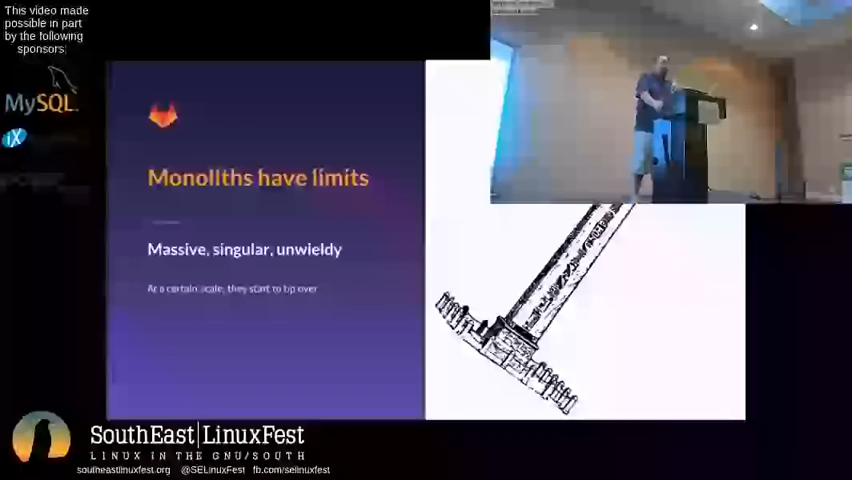 This video made
possible in part
by the following
sponsors:
MySQL
iX
Monoliths have limits
Massive, singular, unwieldy
At a certain scale, they start to tip over
SouthEast|LinuxFest
LINUX IN THE GNU/SOUTH
southeastlinuxfest.org @SELinuxFest fb.com/selinuxfest